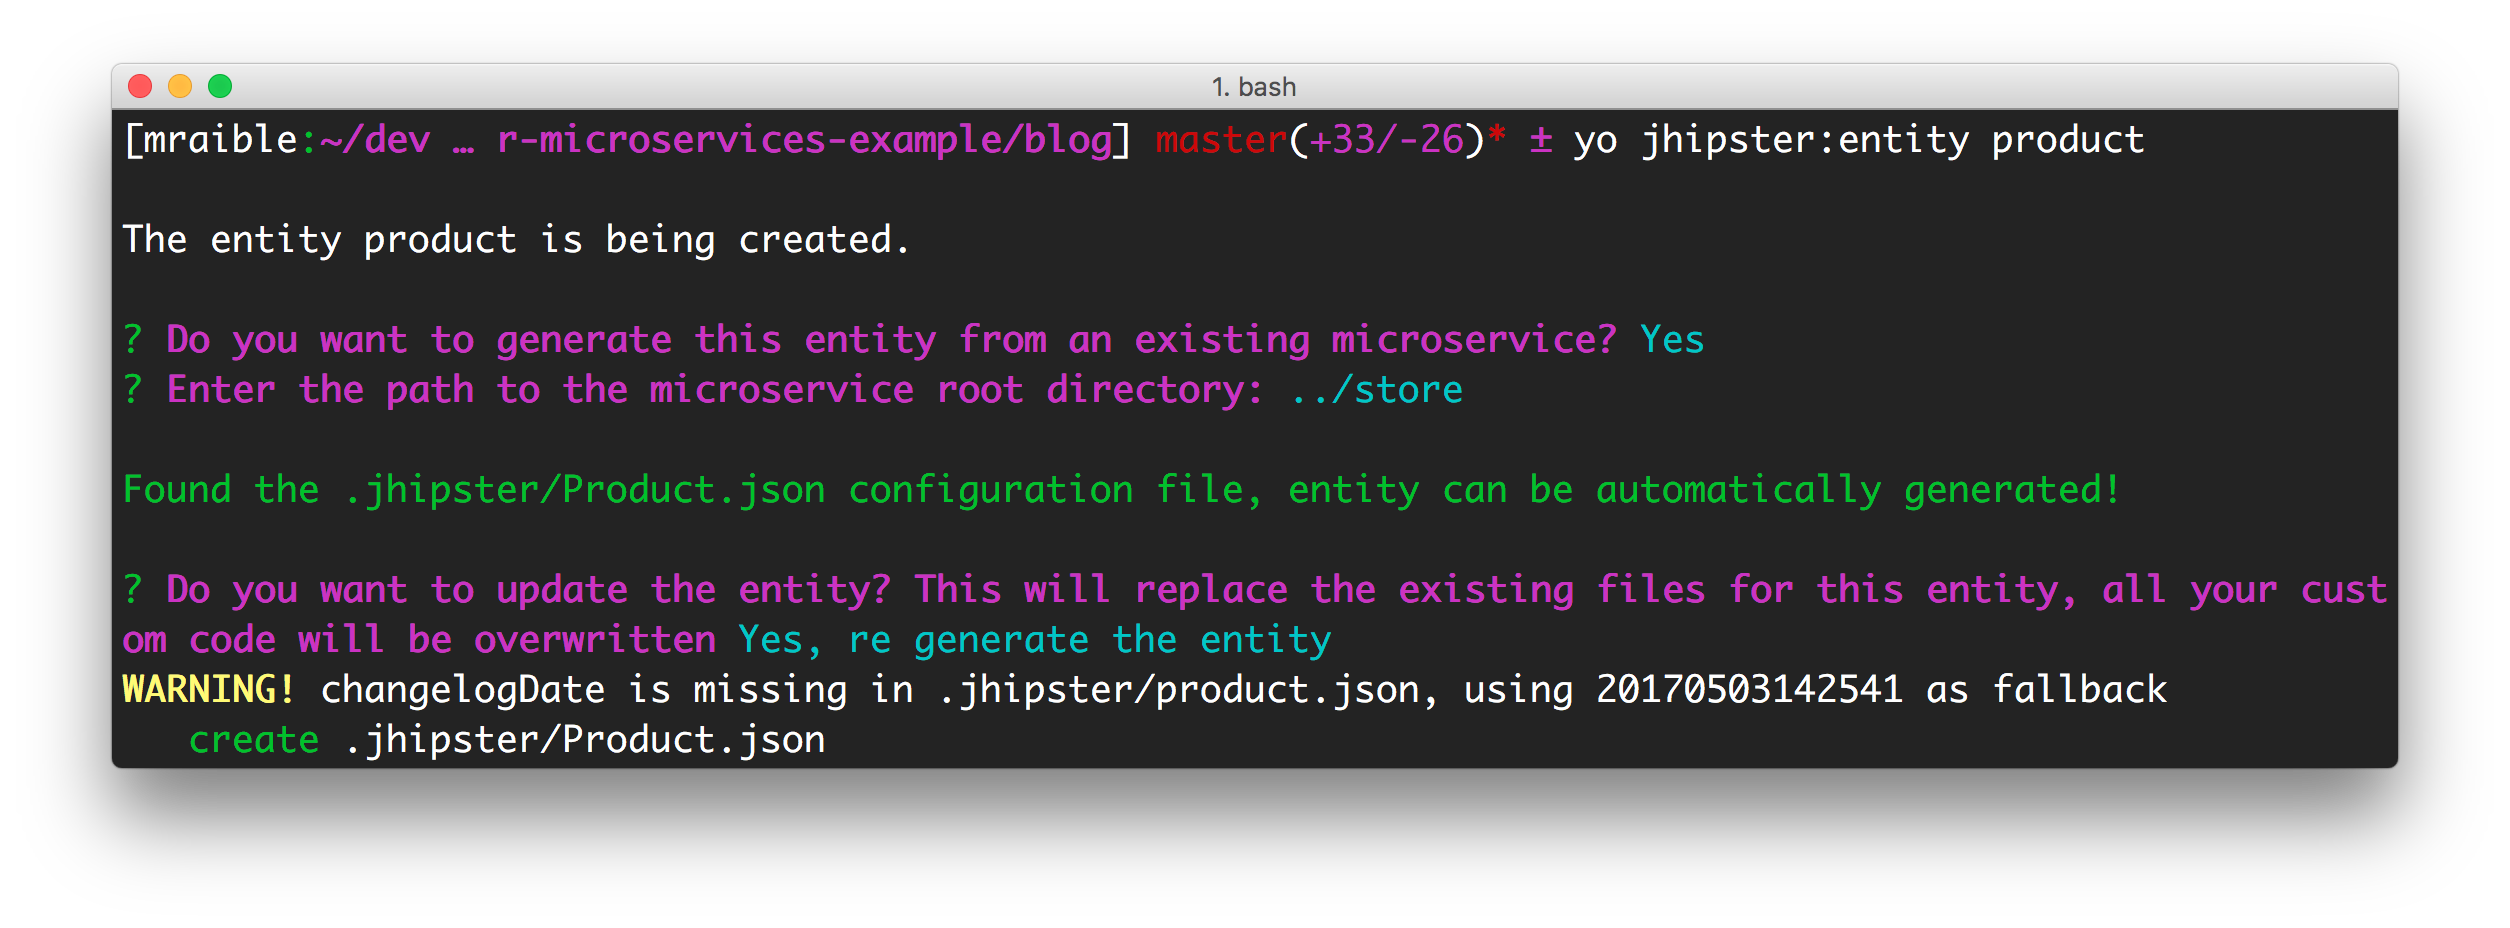 1. bash
[mraible:~/dev … r-microservices-example/blog] master(+33/-26)* ± yo jhipster:entity product
The entity product is being created.
? Do you want to generate this entity from an existing microservice? Yes
? Enter the path to the microservice root directory: ../store
Found the .jhipster/Product.json configuration file, entity can be automatically generated!
? Do you want to update the entity? This will replace the existing files for this entity, all your cust
om code will be overwritten Yes, re generate the entity
WARNING! changelogDate is missing in .jhipster/product.json, using 20170503142541 as fallback
   create .jhipster/Product.json